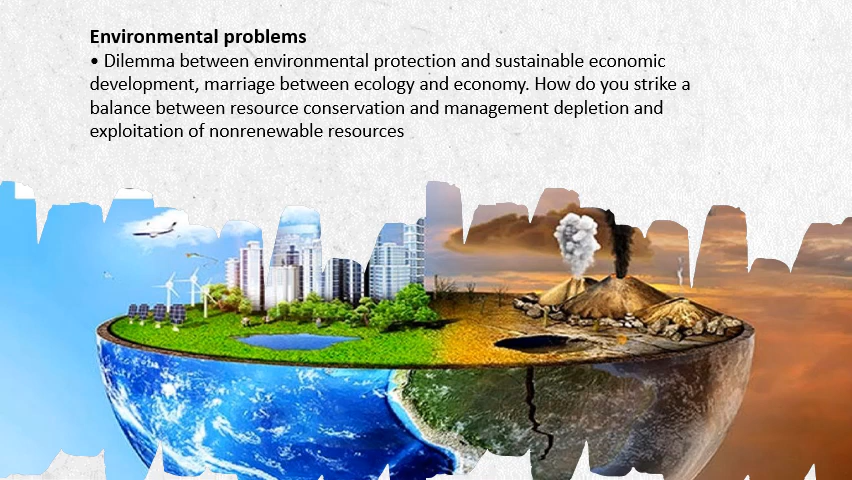 Environmental problems
• Dilemma between environmental protection and sustainable economic
development, marriage between ecology and economy. How do you strike a
balance between resource conservation and management depletion and
exploitation of nonrenewable resources